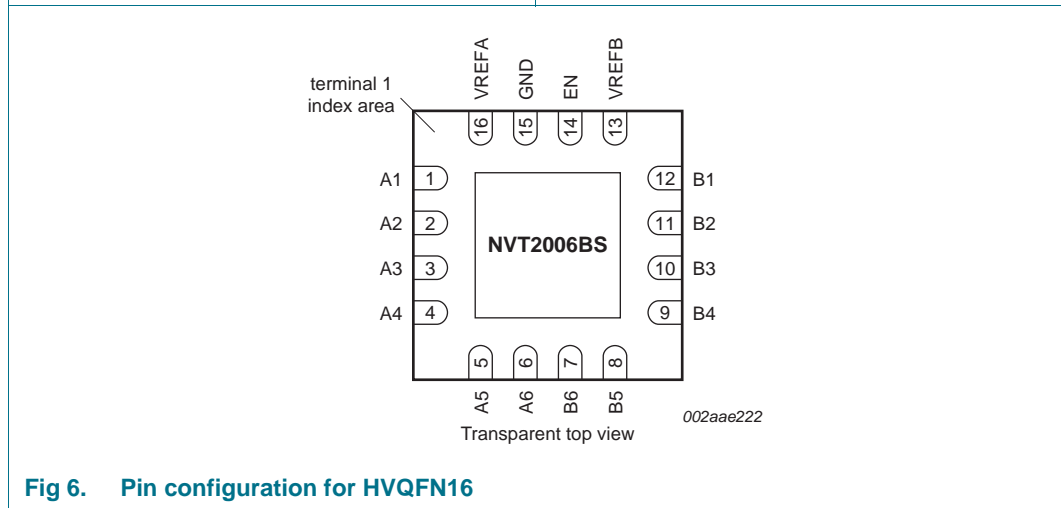 VREFA
GND
EN
VREFB
terminal 1
index area
16
15
14
13
A1 1
12 B1
A2 2
11 B2
NVT2006BS
A3 3
10 B3
A4 4
9 B4
5
6
7
8
A5
A6
B6
B5
002aae222
Transparent top view
Fig 6. Pin configuration for HVQFN16